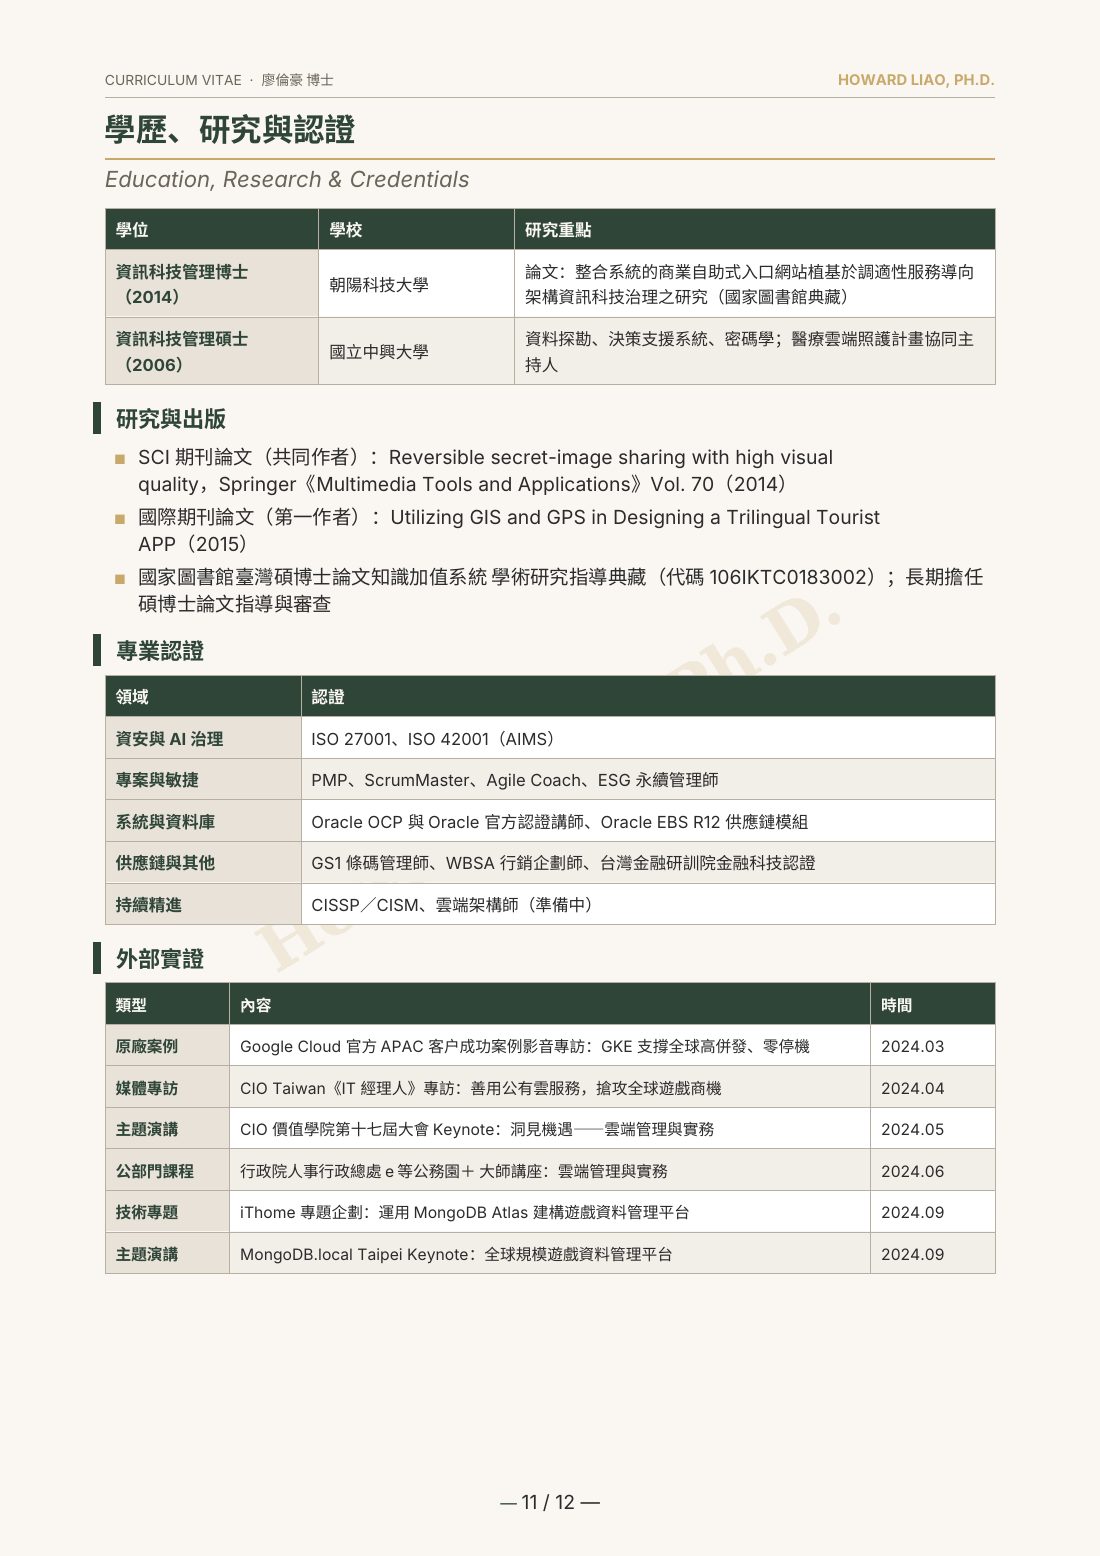 CURRICULUM VITAE · 廖倫豪 博士
HOWARD LIAO, PH.D.
學歷、研究與認證
Education, Research & Credentials
學位 學校 研究重點
資訊科技管理博士
（2014）
朝陽科技大學
論文：整合系統的商業自助式入口網站植基於調適性服務導向
架構資訊科技治理之研究（國家圖書館典藏）
資訊科技管理碩士
（2006）
國立中興大學
資料探勘、決策支援系統、密碼學；醫療雲端照護計畫協同主
持人
研究與出版
■ SCI 期刊論文（共同作者）：Reversible secret-image sharing with high visual
quality，Springer《Multimedia Tools and Applications》Vol. 70（2014）
■ 國際期刊論文（第一作者）：Utilizing GIS and GPS in Designing a Trilingual Tourist
APP（2015）
■ 國家圖書館臺灣碩博士論文知識加值系統 學術研究指導典藏（代碼 106IKTC0183002）；長期擔任
碩博士論文指導與審查
Ph.D.
專業認證
領域 認證
資安與 AI 治理 ISO 27001、ISO 42001（AIMS）
專案與敏捷 PMP、ScrumMaster、Agile Coach、ESG 永續管理師
系統與資料庫 Oracle OCP 與 Oracle 官方認證講師、Oracle EBS R12 供應鏈模組
供應鏈與其他 GS1 條碼管理師、WBSA 行銷企劃師、台灣金融研訓院金融科技認證
持續精進 CISSP／CISM、雲端架構師（準備中）
外部實證
類型 內容 時間
原廠案例 Google Cloud 官方 APAC 客户成功案例影音專訪：GKE 支撐全球高併發、零停機 2024.03
媒體專訪 CIO Taiwan《IT 經理人》專訪：善用公有雲服務，搶攻全球遊戲商機 2024.04
主題演講 CIO 價值學院第十七屆大會 Keynote：洞見機遇——雲端管理與實務 2024.05
公部門課程 行政院人事行政總處 e 等公務園＋ 大師講座：雲端管理與實務 2024.06
技術專題 iThome 專題企劃：運用 MongoDB Atlas 建構遊戲資料管理平台 2024.09
主題演講 MongoDB.local Taipei Keynote：全球規模遊戲資料管理平台 2024.09
— 11 / 12 —